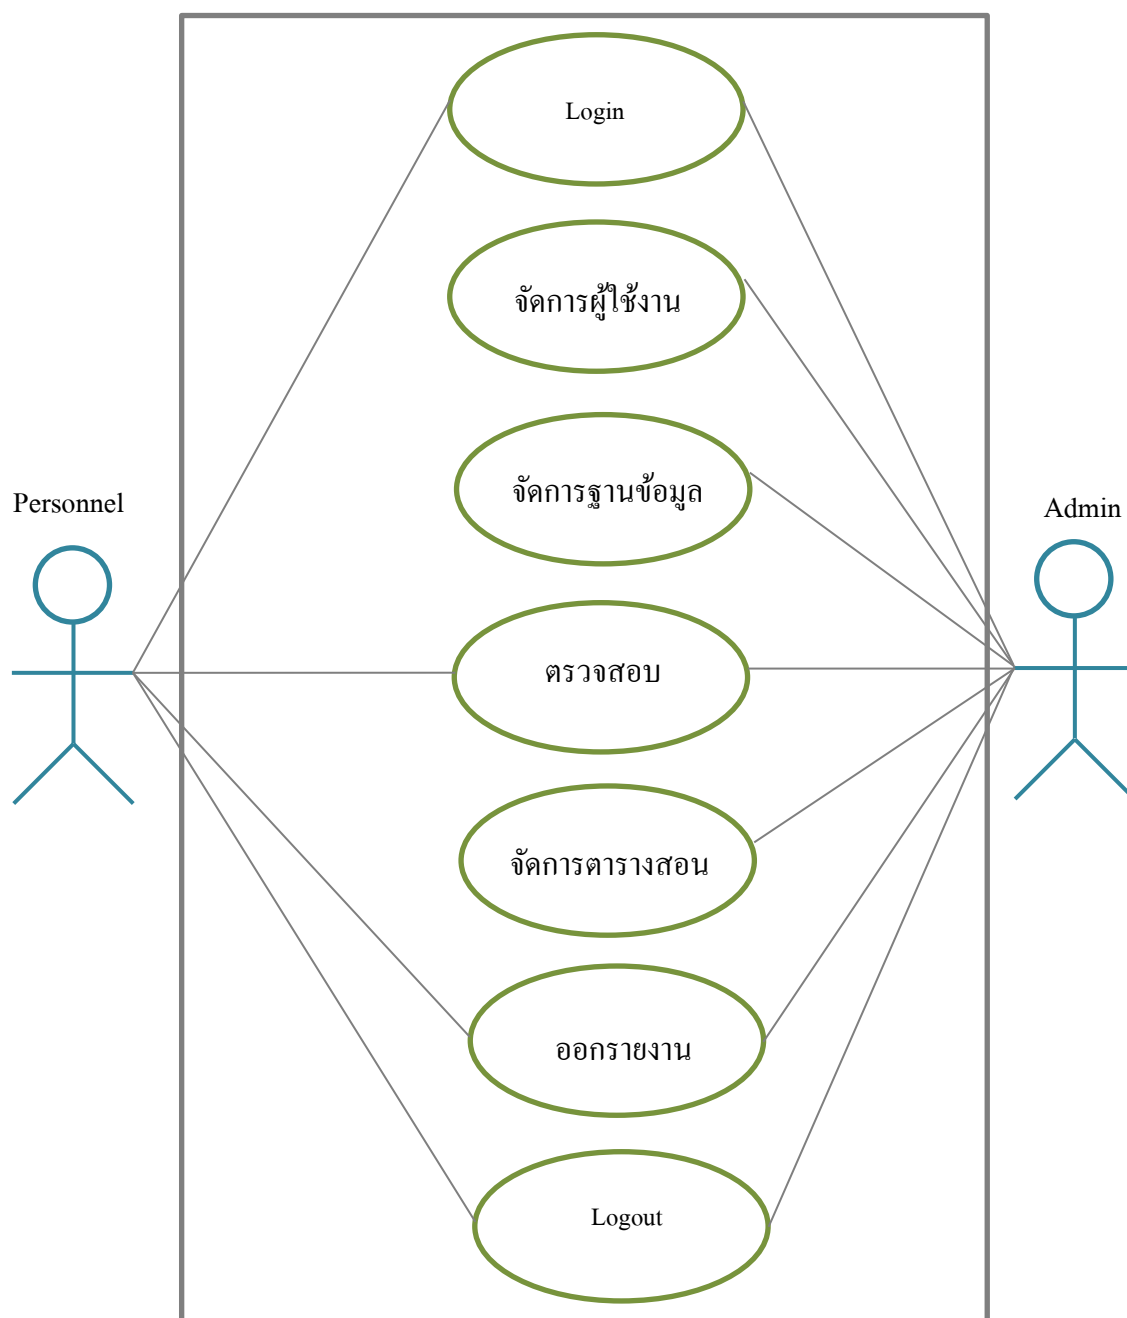 Login
จัดการผู้ใช้งาน
จัดการฐานข้อมูล
Personnel
Admin
ตรวจสอบ
จัดการตารางสอน
ออกรายงาน
Logout